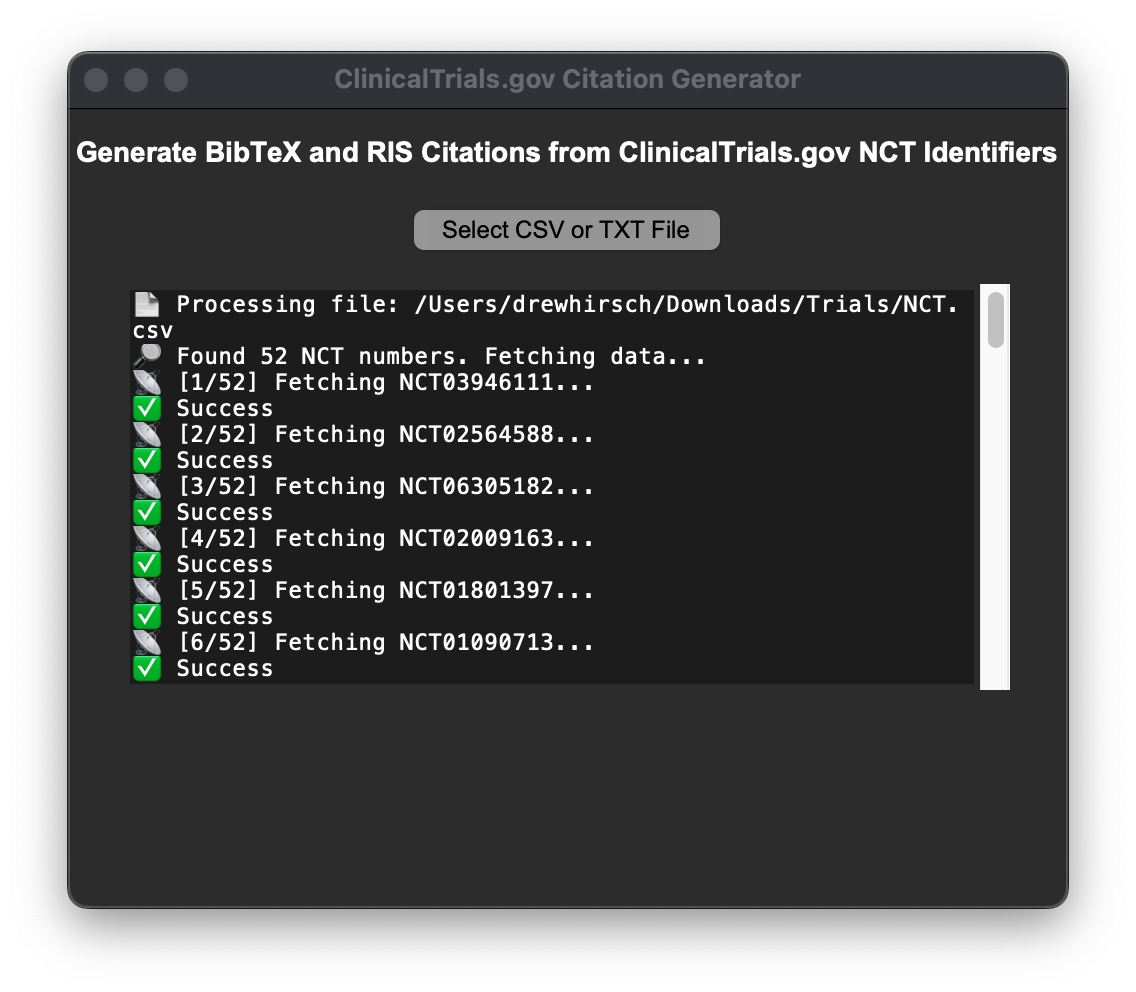 ClinicalTrials.gov Citation Generator
Generate BibTeX and RIS Citations from ClinicalTrials.gov NCT Identifiers
Select CSV or TXT File
📄 Processing file: /Users/drewhirsch/Downloads/Trials/NCT.
csv
🔎 Found 52 NCT numbers. Fetching data...
📡 [1/52] Fetching NCT03946111...
✅ Success
📡 [2/52] Fetching NCT02564588...
✅ Success
📡 [3/52] Fetching NCT06305182...
✅ Success
📡 [4/52] Fetching NCT02009163...
✅ Success
📡 [5/52] Fetching NCT01801397...
✅ Success
📡 [6/52] Fetching NCT01090713...
✅ Success